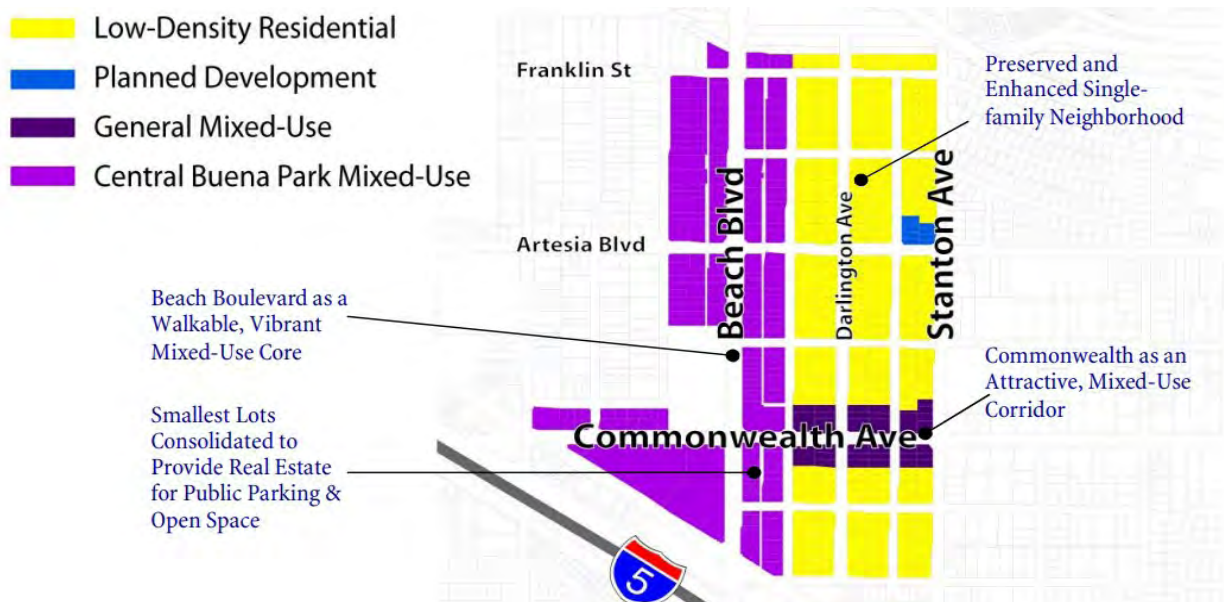 Low-Density Residential
Planned Development
General Mixed-Use
Central Buena Park Mixed-Use
Franklin St
Preserved and
Enhanced Single-
family Neighborhood
Beach Blvd
Darlington Ave
Stanton Ave
Artesia Blvd
Beach Boulevard as a
Walkable, Vibrant
Mixed-Use Core
Commonwealth as an
Attractive, Mixed-Use
Corridor
Smallest Lots
Consolidated to
Provide Real Estate
for Public Parking &
Open Space
Commonwealth Ave
5